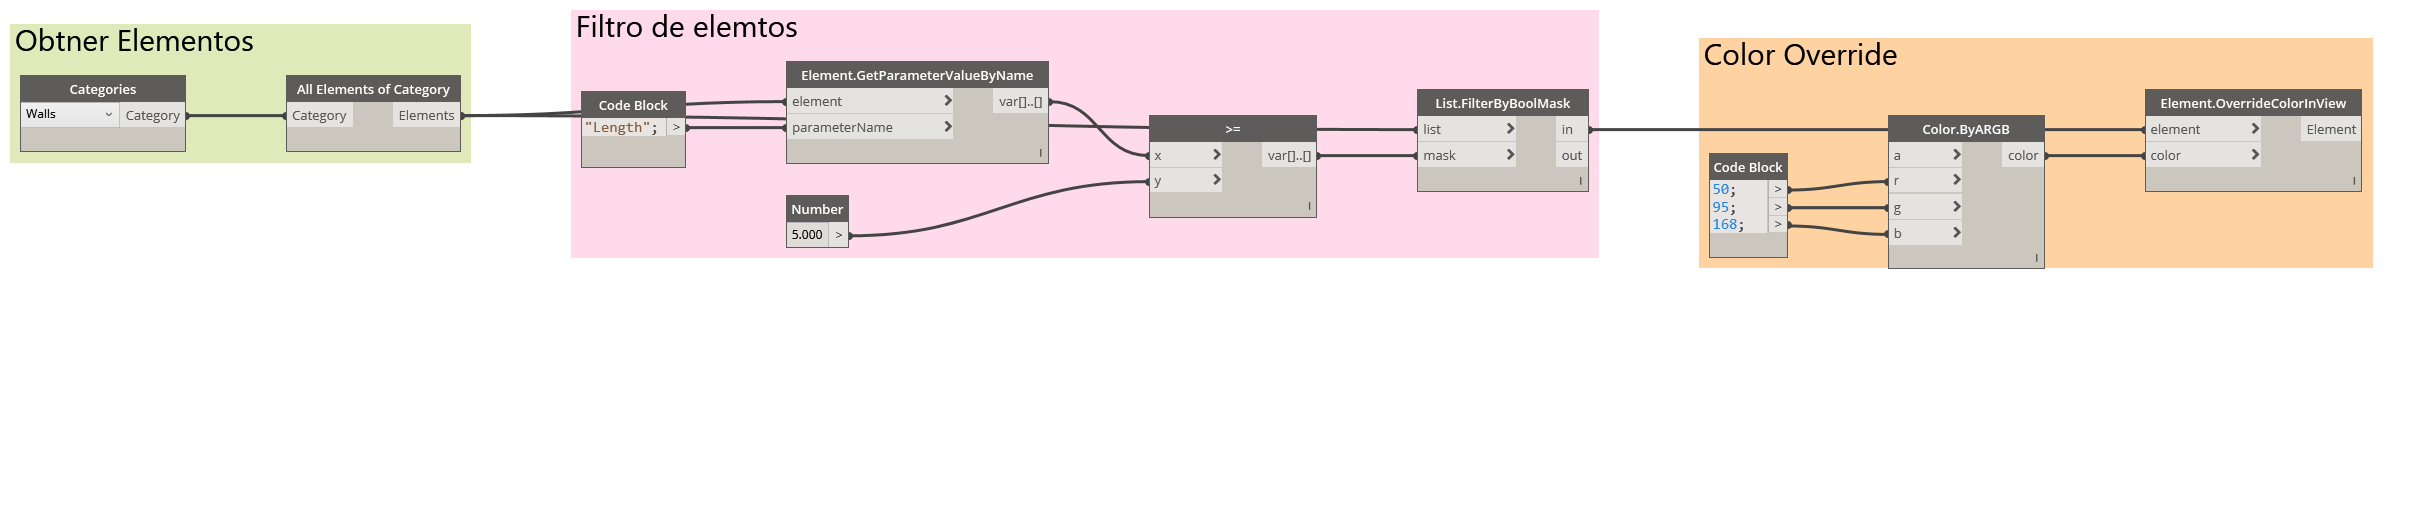 Obtner Elementos
Categories
Walls
Category
All Elements of Category
Category
Elements
Filtro de elemtos
Code Block
"Length";
>
Element.GetParameterValueByName
element
var[]..[]
parameterName
Number
5.000
>
>=
x
var[]..[]
y
List.FilterByBoolMask
list
in
mask
out
Color Override
Code Block
50;
>
95;
>
168;
>
Color.ByARGB
a
color
r
g
b
Element.OverrideColorInView
element
Element
color